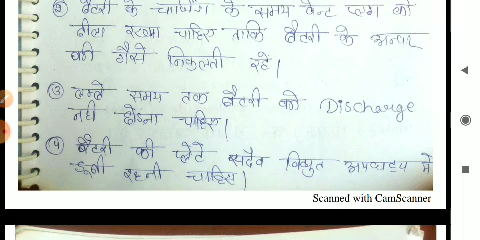 ② बैटरी के चार्जिंग के समय वेन्ट प्लग को
ढीला रखना चाहिए ताकि बैटरी के अन्दर
की गैसे निकलती रहे।
③ लम्बे समय तक बैटरी को Discharge
नही छोडना चाहिए।
④ बैटरी की प्लेटें सदैव विद्युत अपघट्य में
डूबी रहनी चाहिए।
Scanned with CamScanner